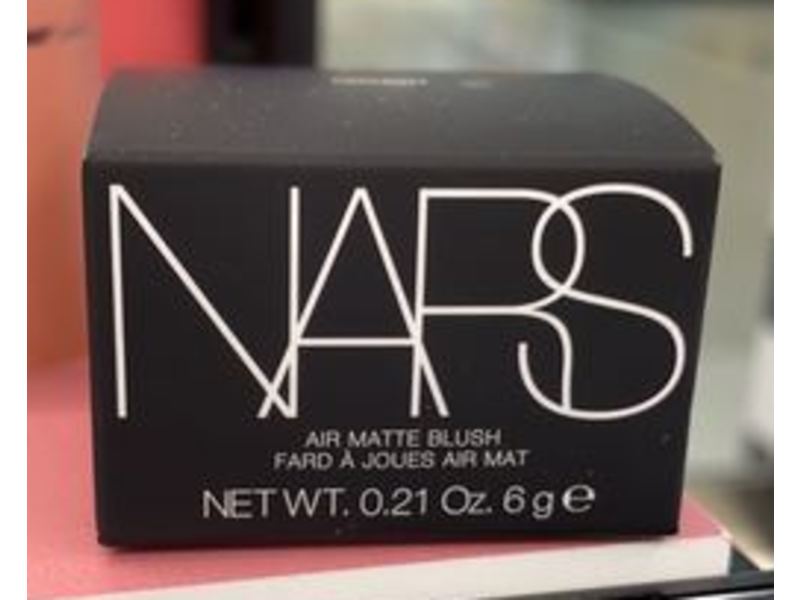 NARS
AIR MATTE BLUSH
FARD À JOUES AIR MAT
NET WT. 0.21 Oz. 6 g ℮